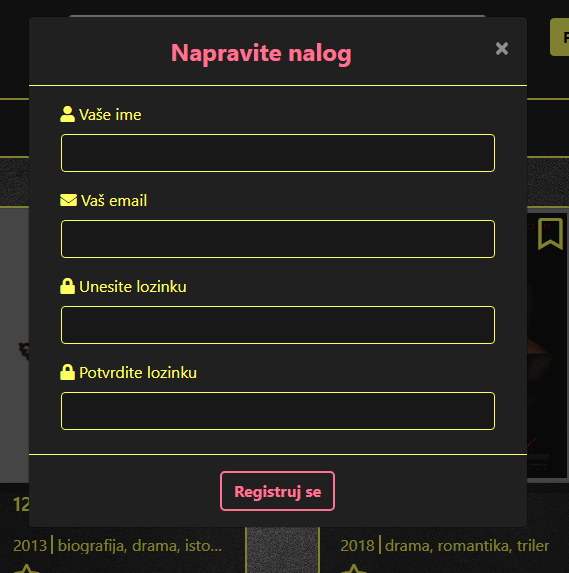 Napravite nalog
×
Vaše ime
Vaš email
Unesite lozinku
Potvrdite lozinku
Registruj se
12
2013|biografija, drama, isto...
2018|drama, romantika, triler